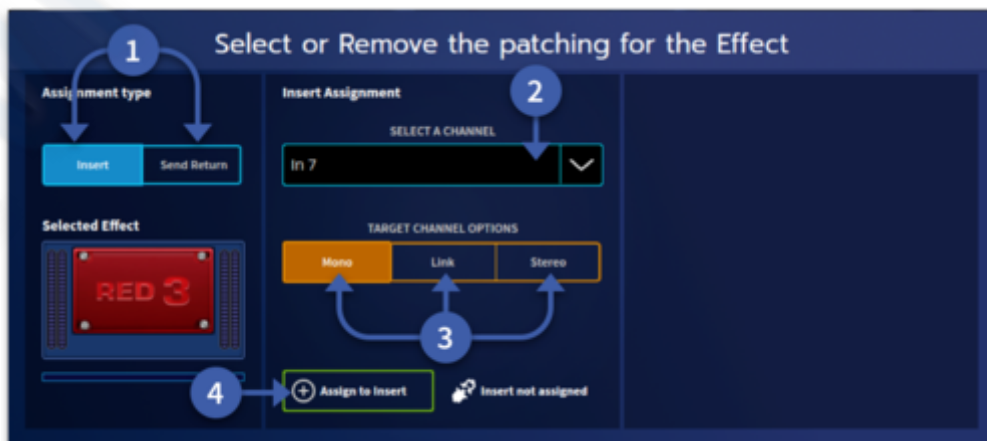 Select or Remove the patching for the Effect
1
Assignment type
Insert
Send Return
Selected Effect
RED 3
Insert Assignment
2
SELECT A CHANNEL
In 7
TARGET CHANNEL OPTIONS
Mono
Link
Stereo
3
4
Assign to Insert
Insert not assigned